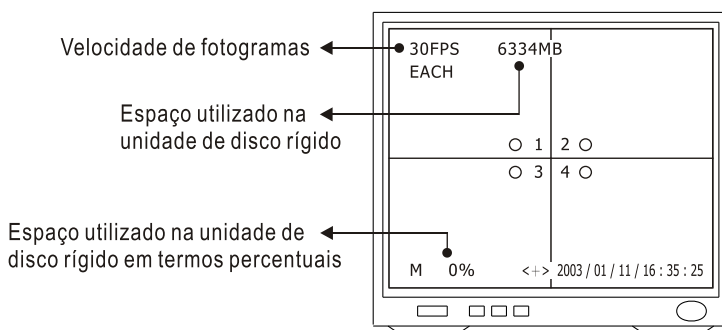 Velocidade de fotogramas
30FPS 6334MB
EACH
Espaço utilizado na
unidade de disco rígido
1 2
3 4
Espaço utilizado na unidade de
disco rígido em termos percentuais
M 0% <+> 2003 / 01 / 11 / 16 : 35 : 25